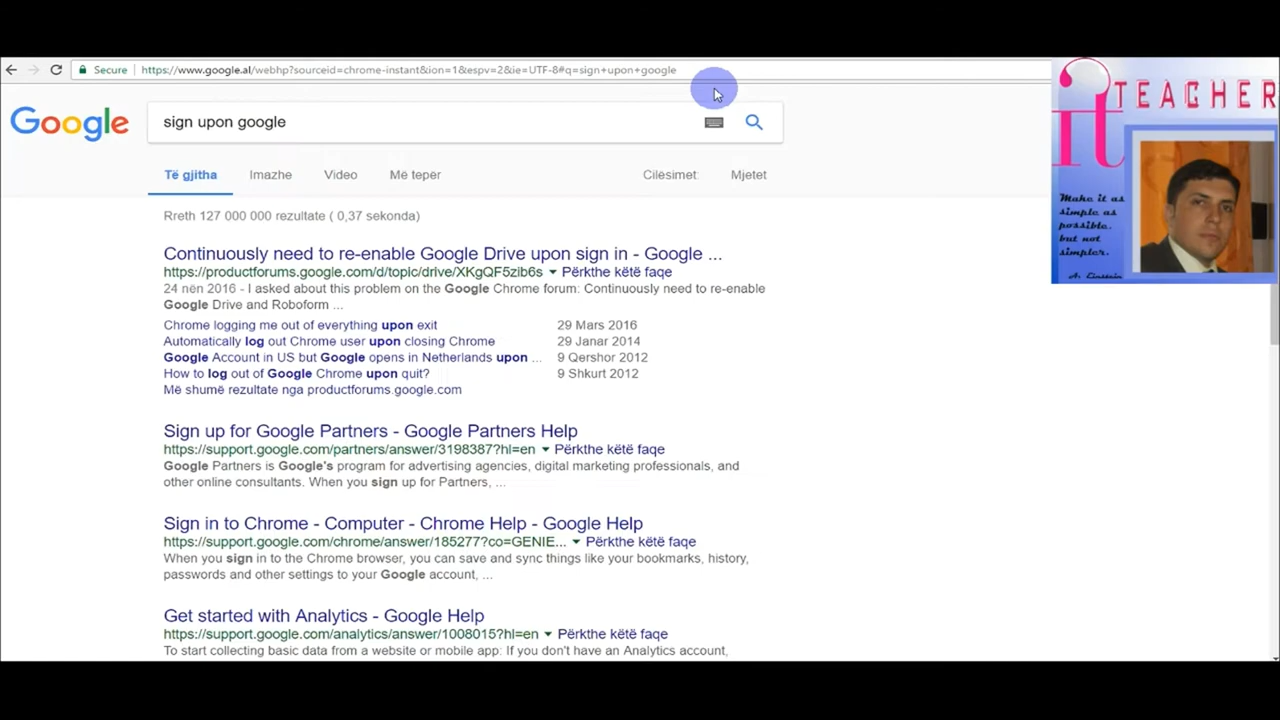 Secure
https://www.google.al/webhp?sourceid=chrome-instant&ion=1&espv=2&ie=UTF-8#q=sign+upon+google
Google
sign upon google
Të gjitha Imazhe Video Më tepër Cilësimet Mjetet
Rreth 127 000 000 rezultate ( 0,37 sekonda)
Continuously need to re-enable Google Drive upon sign in - Google ...
https://productforums.google.com/d/topic/drive/XKgQF5zib6s Përkthe këtë faqe
24 nën 2016 - I asked about this problem on the Google Chrome forum: Continuously need to re-enable
Google Drive and Roboform ...
Chrome logging me out of everything upon exit 29 Mars 2016
Automatically log out Chrome user upon closing Chrome 29 Janar 2014
Google Account in US but Google opens in Netherlands upon ... 9 Qershor 2012
How to log out of Google Chrome upon quit? 9 Shkurt 2012
Më shumë rezultate nga productforums.google.com
Sign up for Google Partners - Google Partners Help
https://support.google.com/partners/answer/3198387?hl=en Përkthe këtë faqe
Google Partners is Google's program for advertising agencies, digital marketing professionals, and
other online consultants. When you sign up for Partners, ...
Sign in to Chrome - Computer - Chrome Help - Google Help
https://support.google.com/chrome/answer/185277?co=GENIE... Përkthe këtë faqe
When you sign in to the Chrome browser, you can save and sync things like your bookmarks, history,
passwords and other settings to your Google account, ...
Get started with Analytics - Google Help
https://support.google.com/analytics/answer/1008015?hl=en Përkthe këtë faqe
To start collecting basic data from a website or mobile app: If you don't have an Analytics account,
it TEACHER
Make it as
simple as
possible,
but not
simpler.
A. Einstein